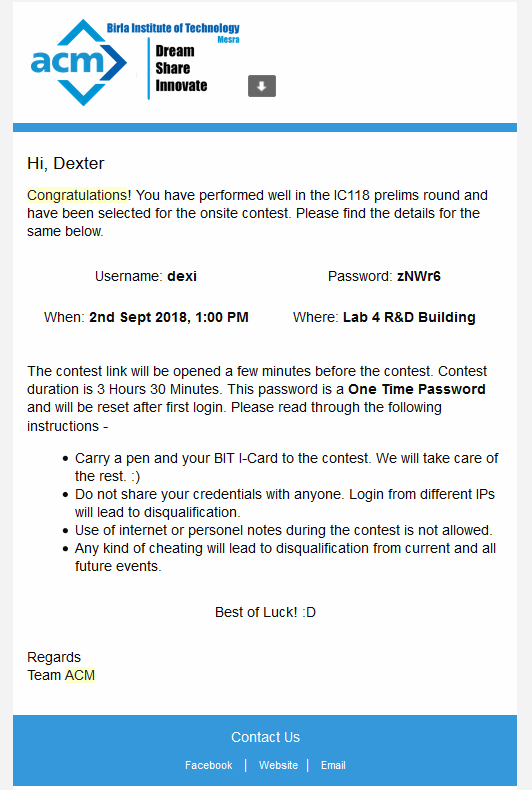 Birla Institute of Technology
Mesra
acm
Dream
Share
Innovate
Hi, Dexter
Congratulations! You have performed well in the IC118 prelims round and
have been selected for the onsite contest. Please find the details for the
same below.
Username: dexi Password: zNWr6
When: 2nd Sept 2018, 1:00 PM Where: Lab 4 R&D Building
The contest link will be opened a few minutes before the contest. Contest
duration is 3 Hours 30 Minutes. This password is a One Time Password
and will be reset after first login. Please read through the following
instructions -
• Carry a pen and your BIT I-Card to the contest. We will take care of
the rest. :)
• Do not share your credentials with anyone. Login from different IPs
will lead to disqualification.
• Use of internet or personel notes during the contest is not allowed.
• Any kind of cheating will lead to disqualification from current and all
future events.
Best of Luck! :D
Regards
Team ACM
Contact Us
Facebook | Website | Email